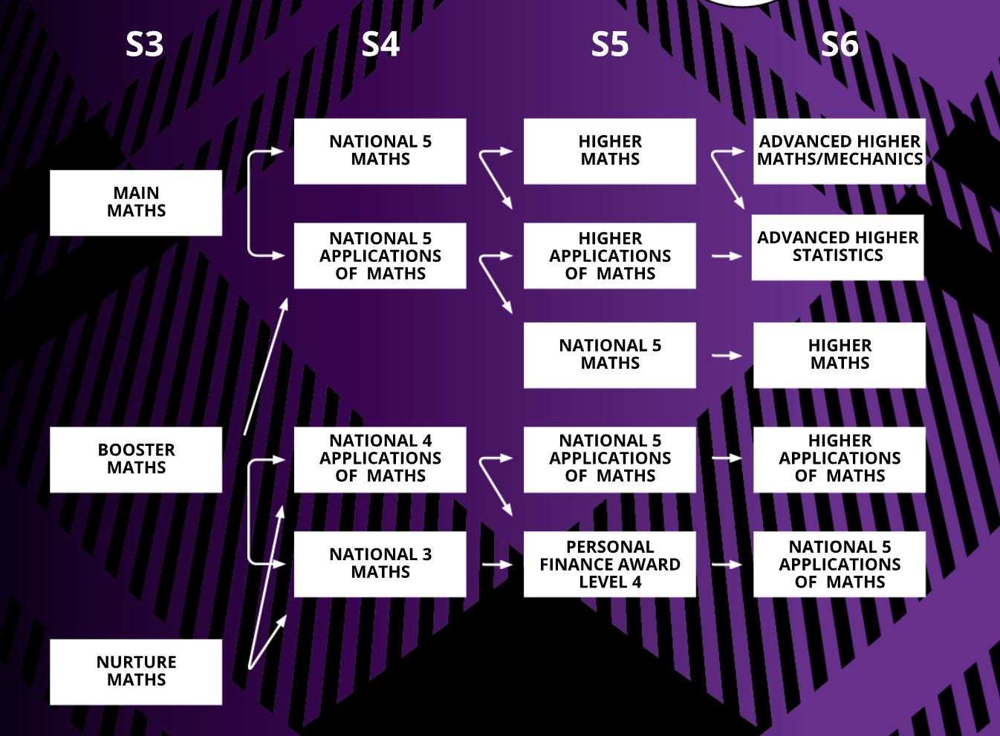 S3
S4
S5
S6
MAIN
MATHS
NATIONAL 5
MATHS
HIGHER
MATHS
ADVANCED HIGHER
MATHS/MECHANICS
NATIONAL 5
APPLICATIONS
OF MATHS
HIGHER
APPLICATIONS
OF MATHS
ADVANCED HIGHER
STATISTICS
NATIONAL 5
MATHS
HIGHER
MATHS
BOOSTER
MATHS
NATIONAL 4
APPLICATIONS
OF MATHS
NATIONAL 5
APPLICATIONS
OF MATHS
HIGHER
APPLICATIONS
OF MATHS
NATIONAL 3
MATHS
PERSONAL
FINANCE AWARD
LEVEL 4
NATIONAL 5
APPLICATIONS
OF MATHS
NURTURE
MATHS